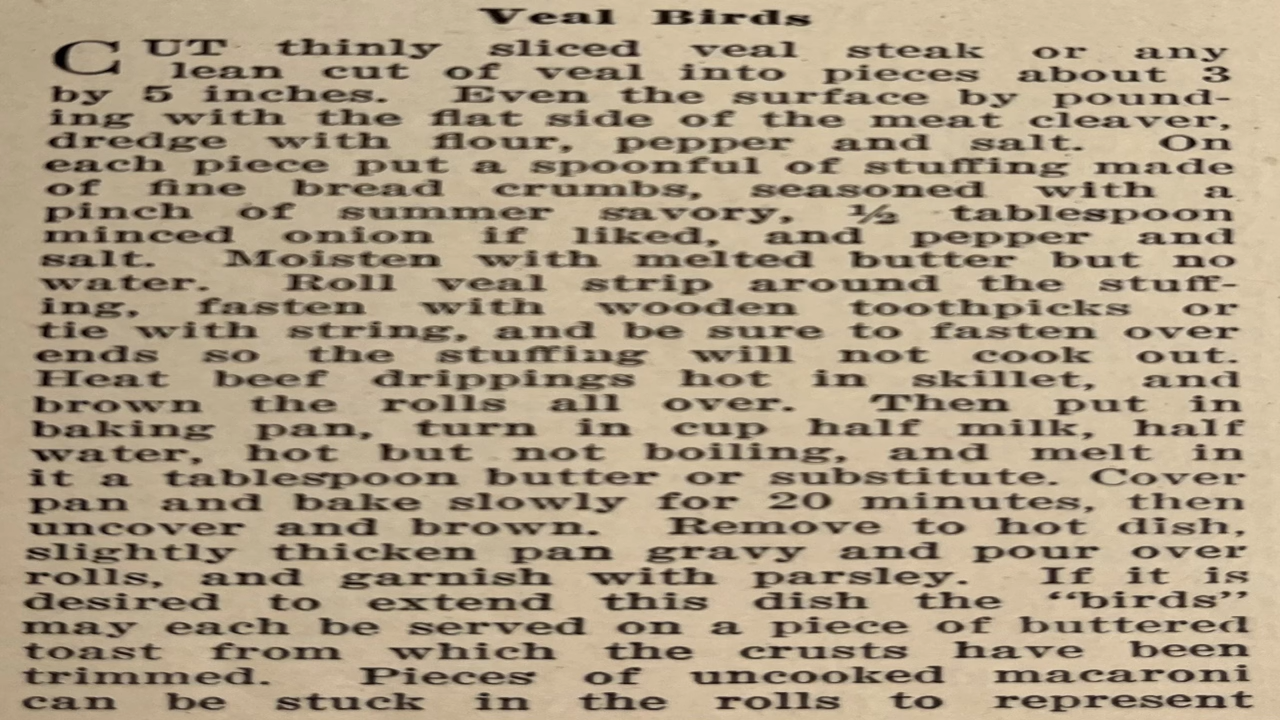 Veal Birds
CUT thinly sliced veal steak or any
lean cut of veal into pieces about 3
by 5 inches. Even the surface by pound-
ing with the flat side of the meat cleaver,
dredge with flour, pepper and salt. On
each piece put a spoonful of stuffing made
of fine bread crumbs, seasoned with a
pinch of summer savory, ½ tablespoon
minced onion if liked, and pepper and
salt. Moisten with melted butter but no
water. Roll veal strip around the stuff-
ing, fasten with wooden toothpicks or
tie with string, and be sure to fasten over
ends so the stuffing will not cook out.
Heat beef drippings hot in skillet, and
brown the rolls all over. Then put in
baking pan, turn in cup half milk, half
water, hot but not boiling, and melt in
it a tablespoon butter or substitute. Cover
pan and bake slowly for 20 minutes, then
uncover and brown. Remove to hot dish,
slightly thicken pan gravy and pour over
rolls, and garnish with parsley. If it is
desired to extend this dish the “birds”
may each be served on a piece of buttered
toast from which the crusts have been
trimmed. Pieces of uncooked macaroni
can be stuck in the rolls to represent